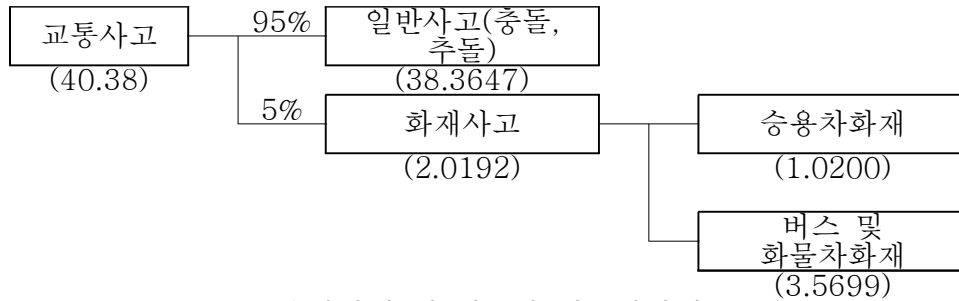 교통사고
(40.38)
95%
일반사고(충돌,
추돌)
(38.3647)
5%
화재사고
(2.0192)
승용차화재
(1.0200)
버스 및
화물차화재
(3.5699)